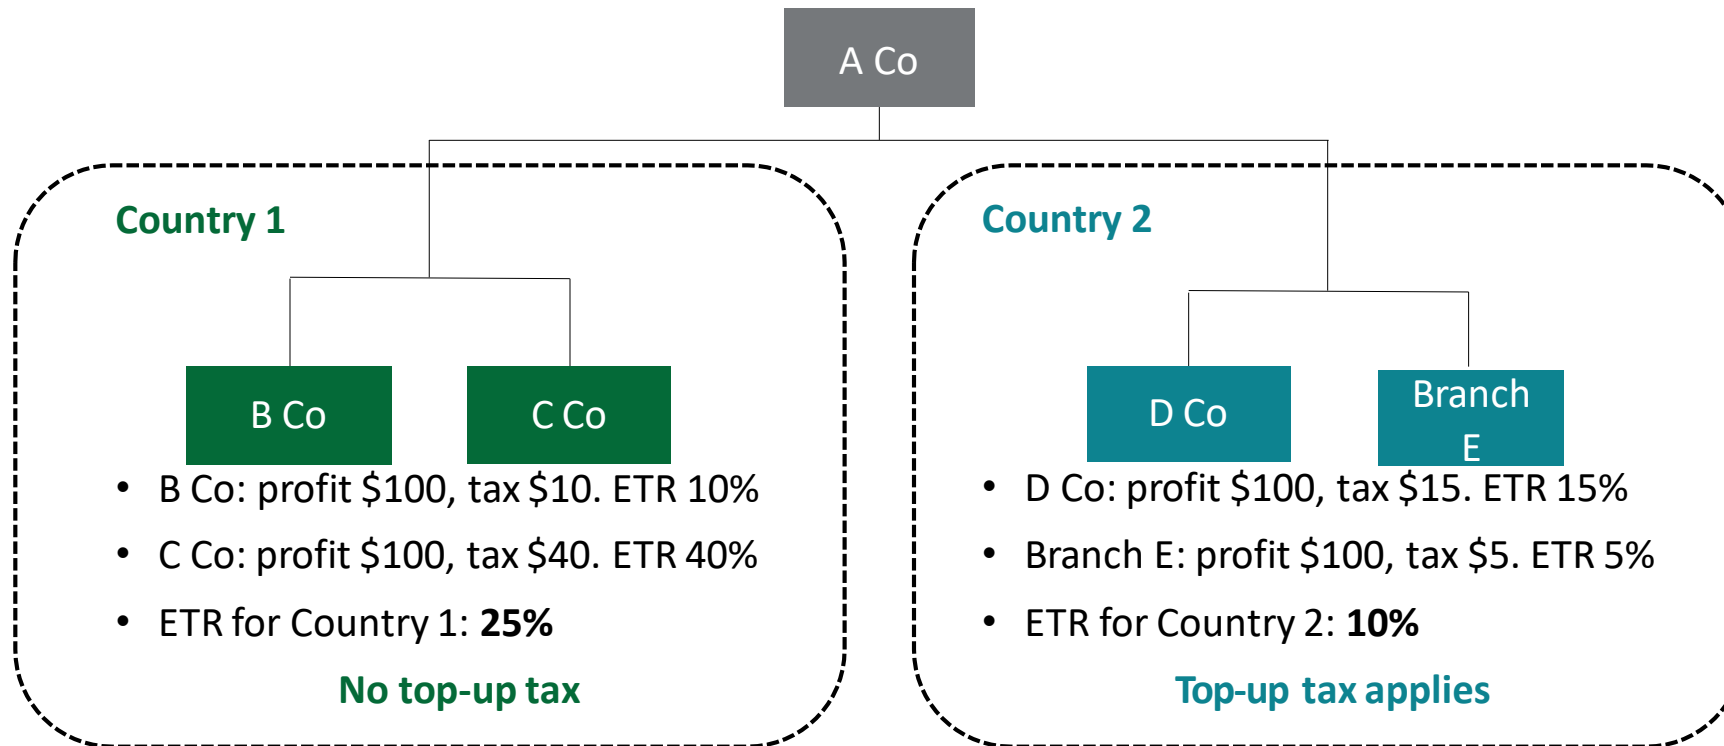 A Co
Country 1
B Co
C Co
• B Co: profit $100, tax $10. ETR 10%
• C Co: profit $100, tax $40. ETR 40%
• ETR for Country 1: 25%
No top-up tax
Country 2
D Co
Branch
E
• D Co: profit $100, tax $15. ETR 15%
• Branch E: profit $100, tax $5. ETR 5%
• ETR for Country 2: 10%
Top-up tax applies